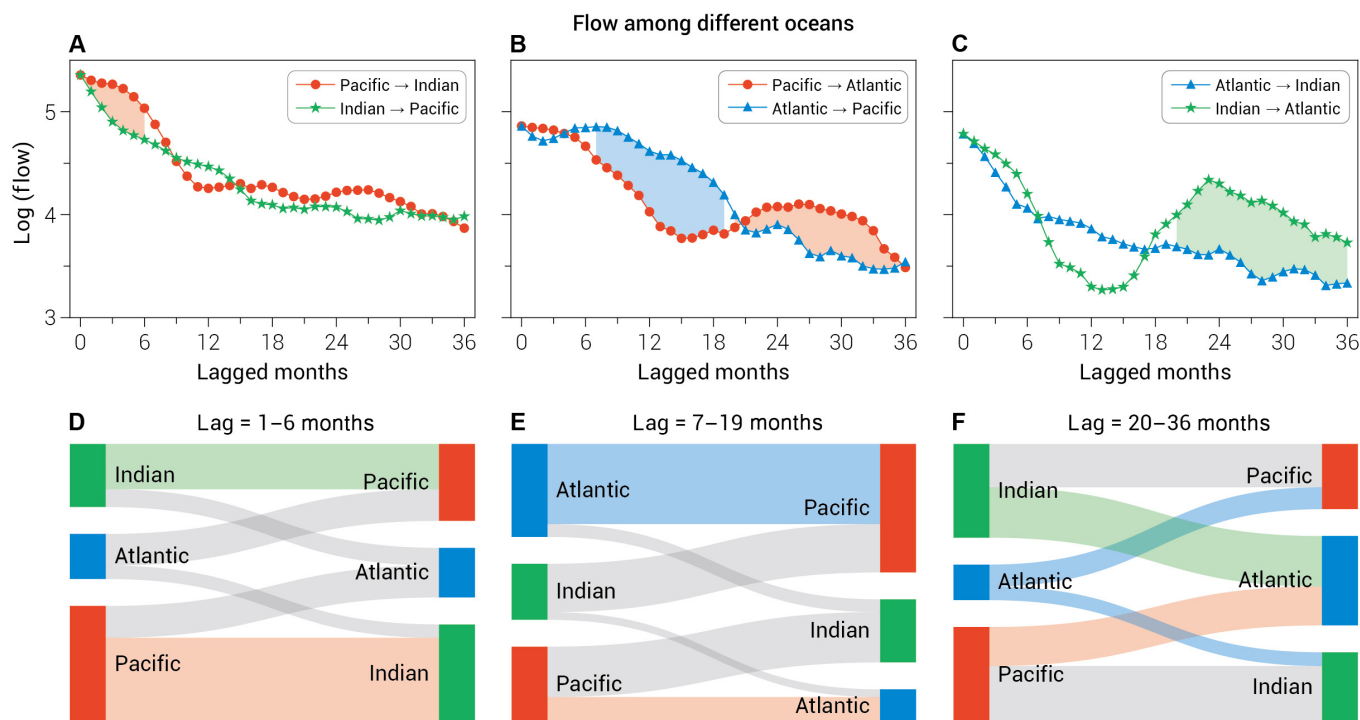 Flow among different oceans
A
B
C
Pacific → Indian
Indian → Pacific
Pacific → Atlantic
Atlantic → Pacific
Atlantic → Indian
Indian → Atlantic
Log (flow)
5
4
3
0 6 12 18 24 30 36
0 6 12 18 24 30 36
0 6 12 18 24 30 36
Lagged months
Lagged months
Lagged months
D
Lag = 1–6 months
Indian
Atlantic
Pacific
Pacific
Atlantic
Indian
E
Lag = 7–19 months
Atlantic
Indian
Pacific
Pacific
Indian
Atlantic
F
Lag = 20–36 months
Indian
Atlantic
Pacific
Pacific
Atlantic
Indian